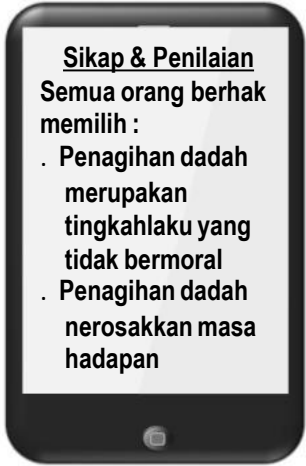 Sikap & Penilaian
Semua orang berhak
memilih :
. Penagihan dadah
merupakan
tingkahlaku yang
tidak bermoral
. Penagihan dadah
nerosakkan masa
hadapan